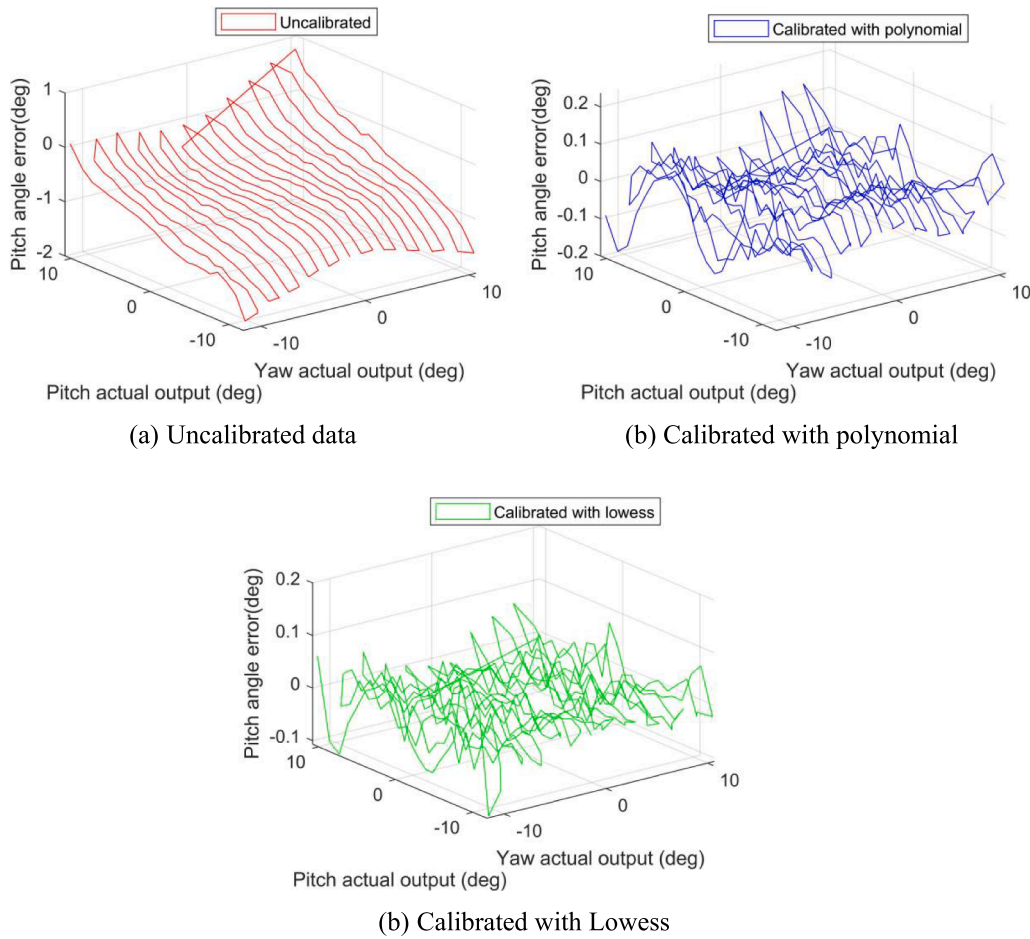 Uncalibrated
Pitch angle error(deg)
1
0
-1
-2
10
0
-10
Pitch actual output (deg)
-10
0
10
Yaw actual output (deg)
(a) Uncalibrated data
Calibrated with polynomial
Pitch angle error(deg)
0.2
0.1
0
-0.1
-0.2
10
0
-10
Pitch actual output (deg)
-10
0
10
Yaw actual output (deg)
(b) Calibrated with polynomial
Calibrated with lowess
Pitch angle error(deg)
0.2
0.1
0
-0.1
10
0
-10
Pitch actual output (deg)
-10
0
10
Yaw actual output (deg)
(b) Calibrated with Lowess